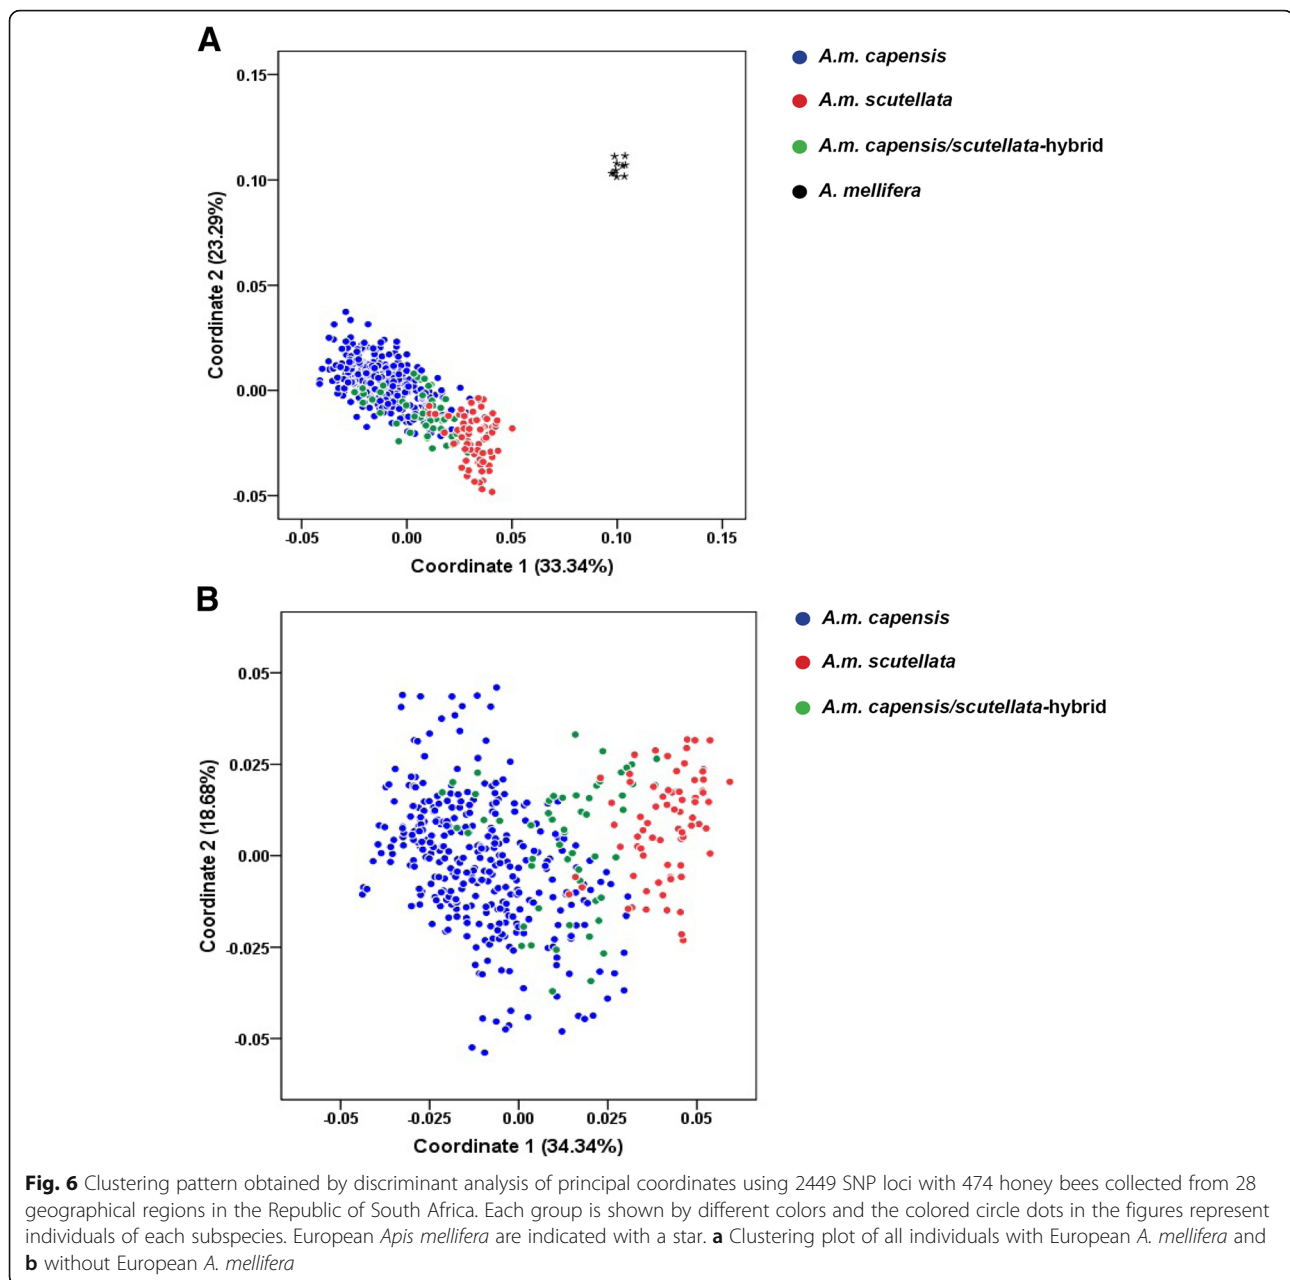 A
A.m. capensis
A.m. scutellata
A.m. capensis/scutellata-hybrid
A. mellifera
0.15
0.10
0.05
0.00
-0.05
Coordinate 2 (23.29%)
-0.05 0.00 0.05 0.10 0.15
Coordinate 1 (33.34%)
B
A.m. capensis
A.m. scutellata
A.m. capensis/scutellata-hybrid
0.05
0.025
0.00
-0.025
-0.05
Coordinate 2 (18.68%)
-0.05 -0.025 0.00 0.025 0.05
Coordinate 1 (34.34%)
Fig. 6 Clustering pattern obtained by discriminant analysis of principal coordinates using 2449 SNP loci with 474 honey bees collected from 28
geographical regions in the Republic of South Africa. Each group is shown by different colors and the colored circle dots in the figures represent
individuals of each subspecies. European Apis mellifera are indicated with a star. a Clustering plot of all individuals with European A. mellifera and
b without European A. mellifera